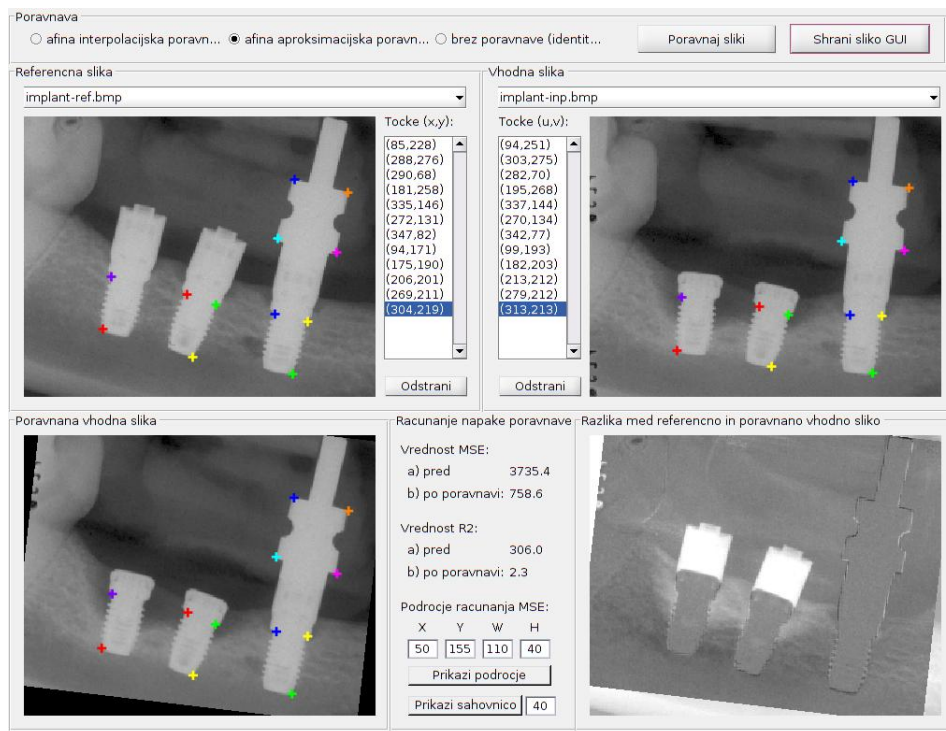 Poravnava
afina interpolacijska poravn... afina aproksimacijska poravn... brez poravnave (identit... Poravnaj sliki Shrani sliko GUI
Referencna slika
implant-ref.bmp
Tocke (x,y):
(85,228)
(288,276)
(290,68)
(181,258)
(335,146)
(272,131)
(347,82)
(94,171)
(175,190)
(206,201)
(269,211)
(304,219)
Odstrani
Vhodna slika
implant-inp.bmp
Tocke (u,v):
(94,251)
(303,275)
(282,70)
(195,268)
(337,144)
(270,134)
(342,77)
(99,193)
(182,203)
(213,212)
(279,212)
(313,213)
Odstrani
Poravnana vhodna slika
Racunanje napake poravnave
Vrednost MSE:
a) pred 3735.4
b) po poravnavi: 758.6
Vrednost R2:
a) pred 306.0
b) po poravnavi: 2.3
Podrocje racunanja MSE:
X Y W H
50 155 110 40
Prikazi podrocje
Prikazi sahovnico 40
Razlika med referencno in poravnano vhodno sliko